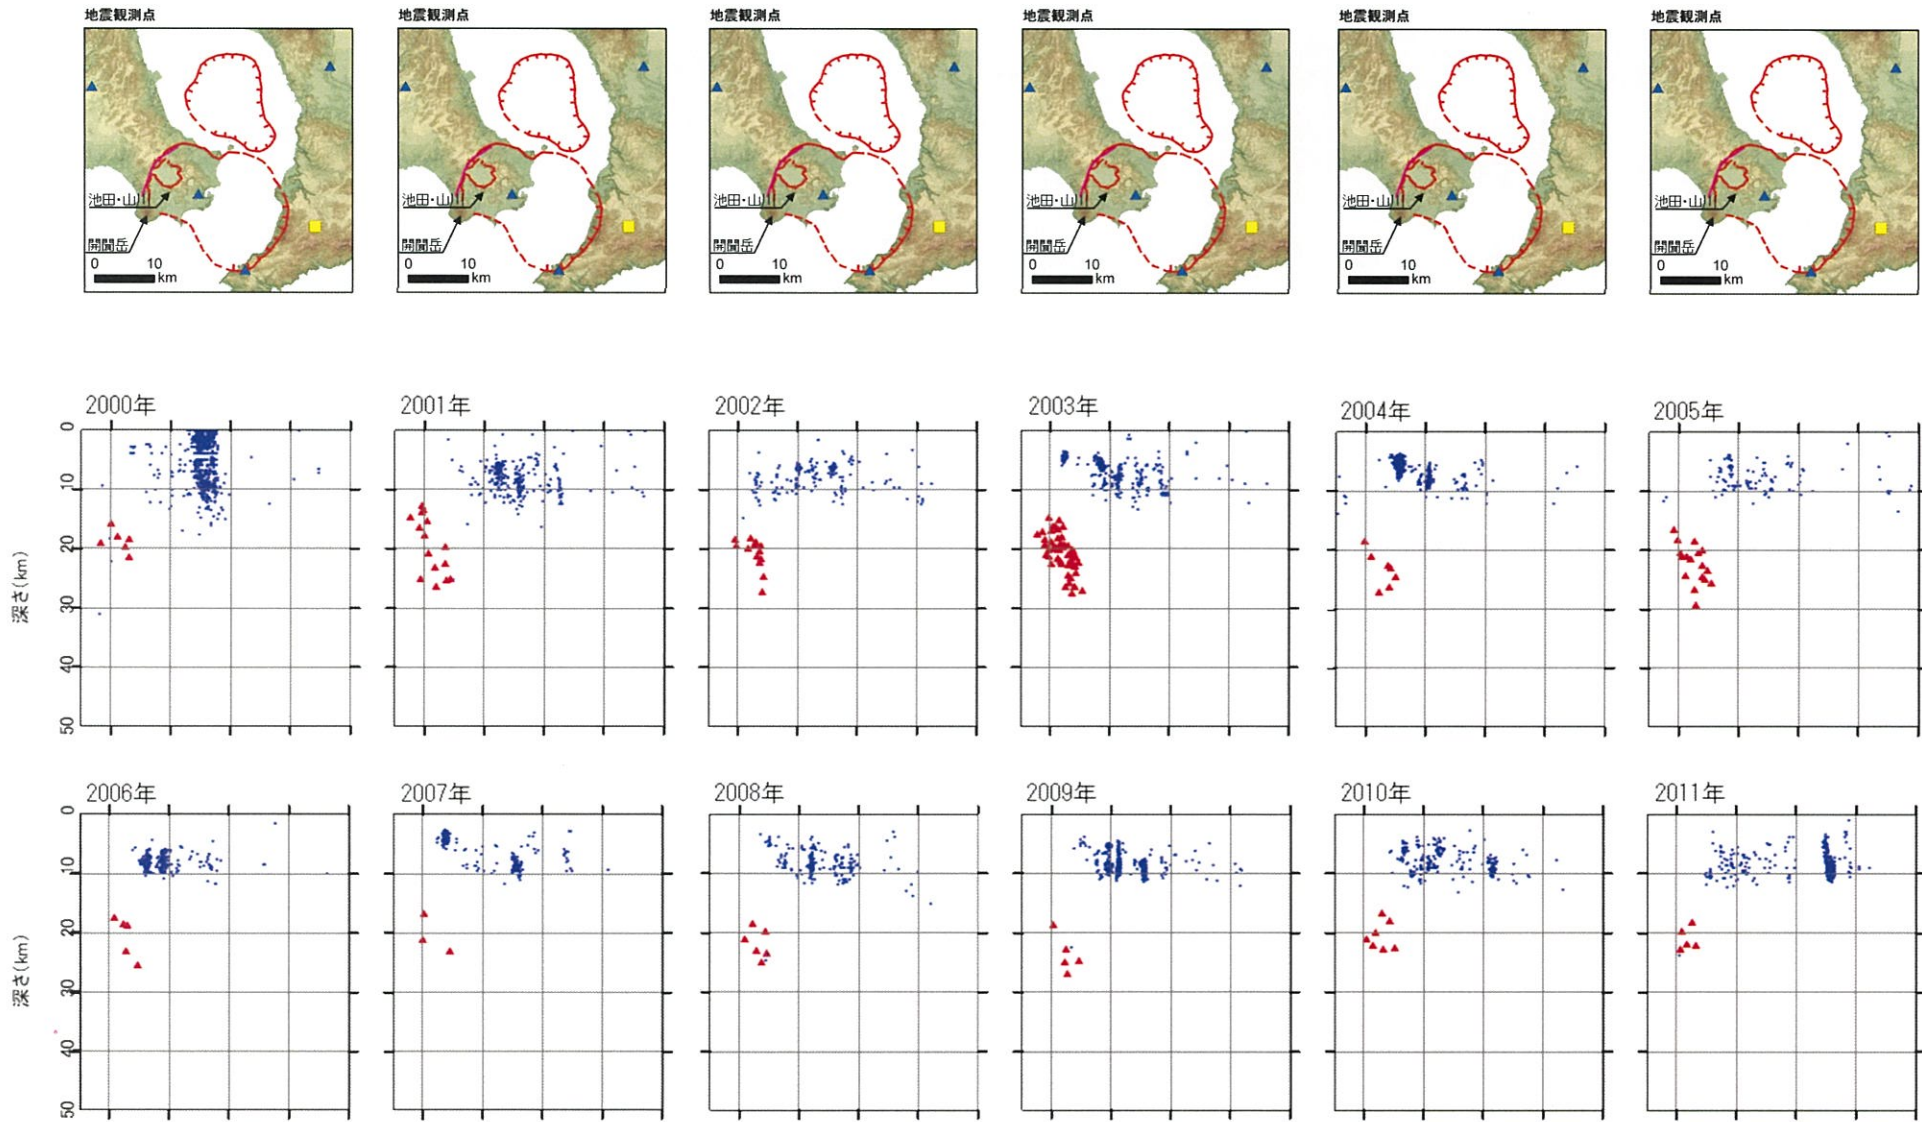 地震観測点
地震観測点
地震観測点
地震観測点
地震観測点
地震観測点
池田・山川
開聞岳
0 10
km
池田・山川
開聞岳
0 10
km
池田・山川
開聞岳
0 10
km
池田・山川
開聞岳
0 10
km
池田・山川
開聞岳
0 10
km
池田・山川
開聞岳
0 10
km
2000年
2001年
2002年
2003年
2004年
2005年
0
10
20
30
40
50
深さ(km)
2006年
2007年
2008年
2009年
2010年
2011年
0
10
20
30
40
50
深さ(km)